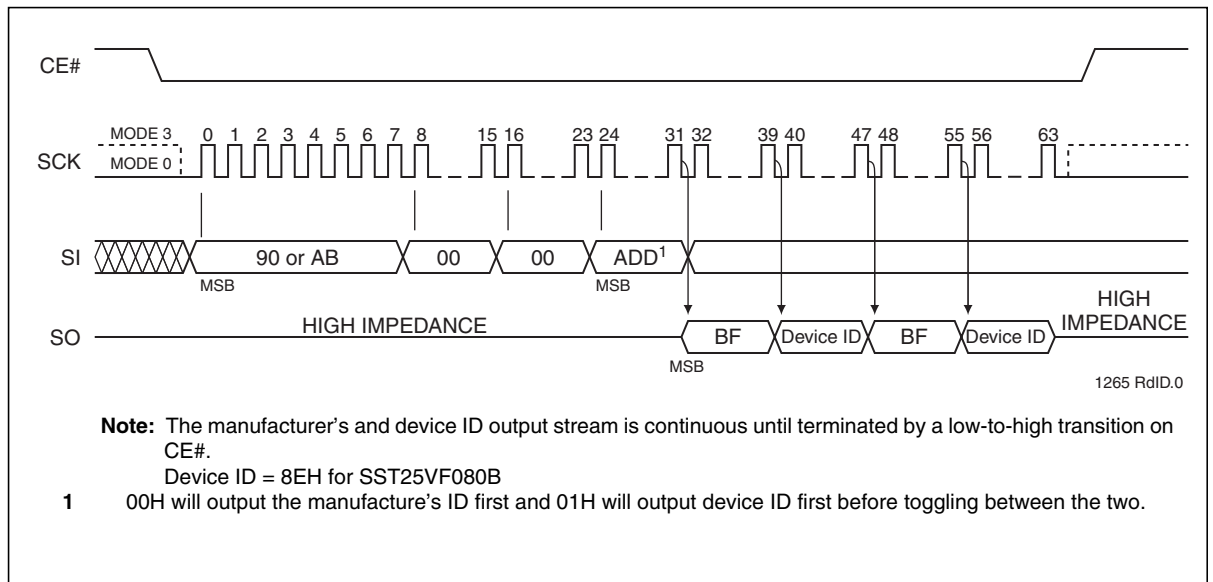 CE#
MODE 3 0 1 2 3 4 5 6 7 8 15 16 23 24 31 32 39 40 47 48 55 56 63
SCK MODE 0
SI 90 or AB 00 00 ADD1
MSB MSB
HIGH
IMPEDANCE
SO HIGH IMPEDANCE BF Device ID BF Device ID
MSB
1265 RdID.0
Note: The manufacturer's and device ID output stream is continuous until terminated by a low-to-high transition on
CE#.
Device ID = 8EH for SST25VF080B
1 00H will output the manufacture's ID first and 01H will output device ID first before toggling between the two.